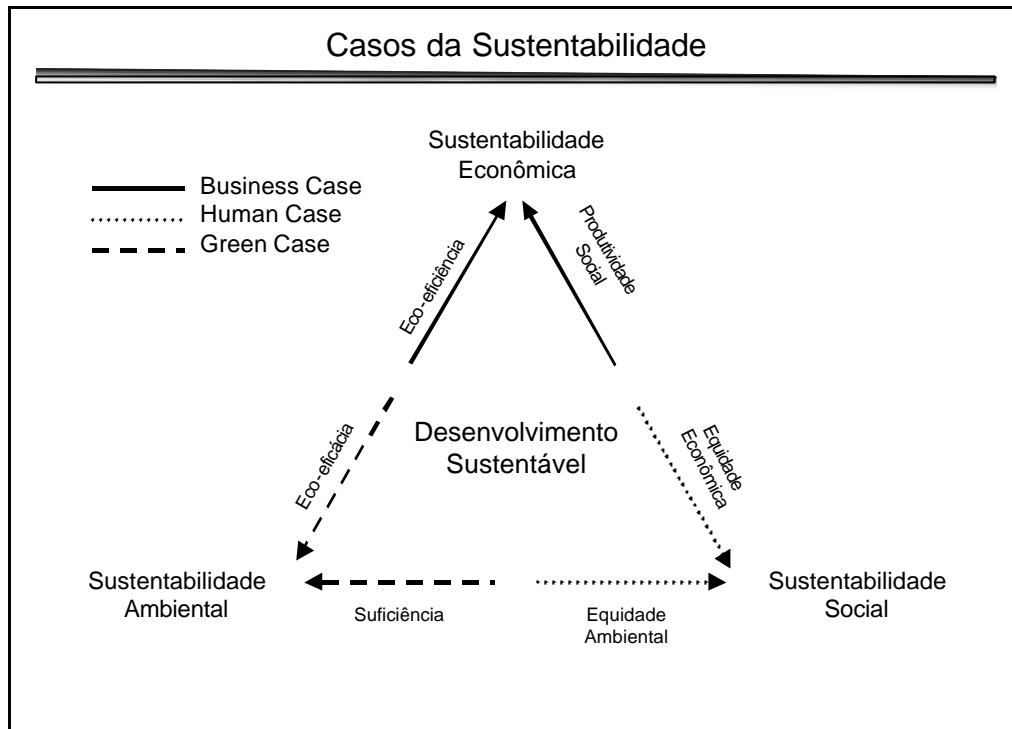 Casos da Sustentabilidade
Sustentabilidade
Econômica
Business Case
Human Case
Green Case
Eco-eficiência
Produtividade
Social
Desenvolvimento
Sustentável
Eco-eficácia
Equidade
Econômica
Sustentabilidade
Ambiental
Suficiência
Equidade
Ambiental
Sustentabilidade
Social